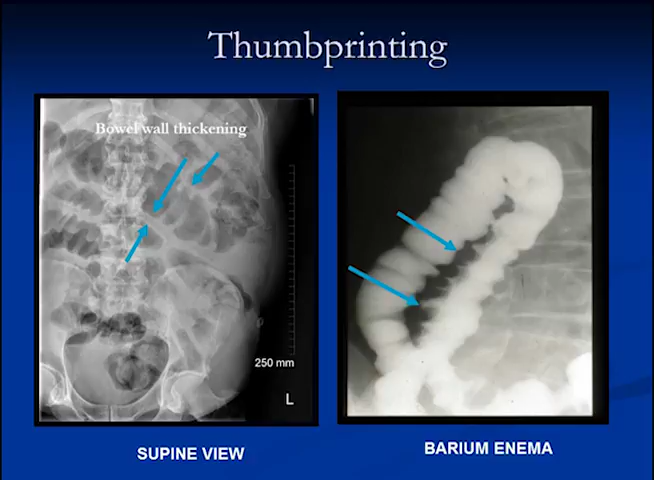 Thumbprinting
Bowel wall thickening
250 mm
L
SUPINE VIEW
BARIUM ENEMA